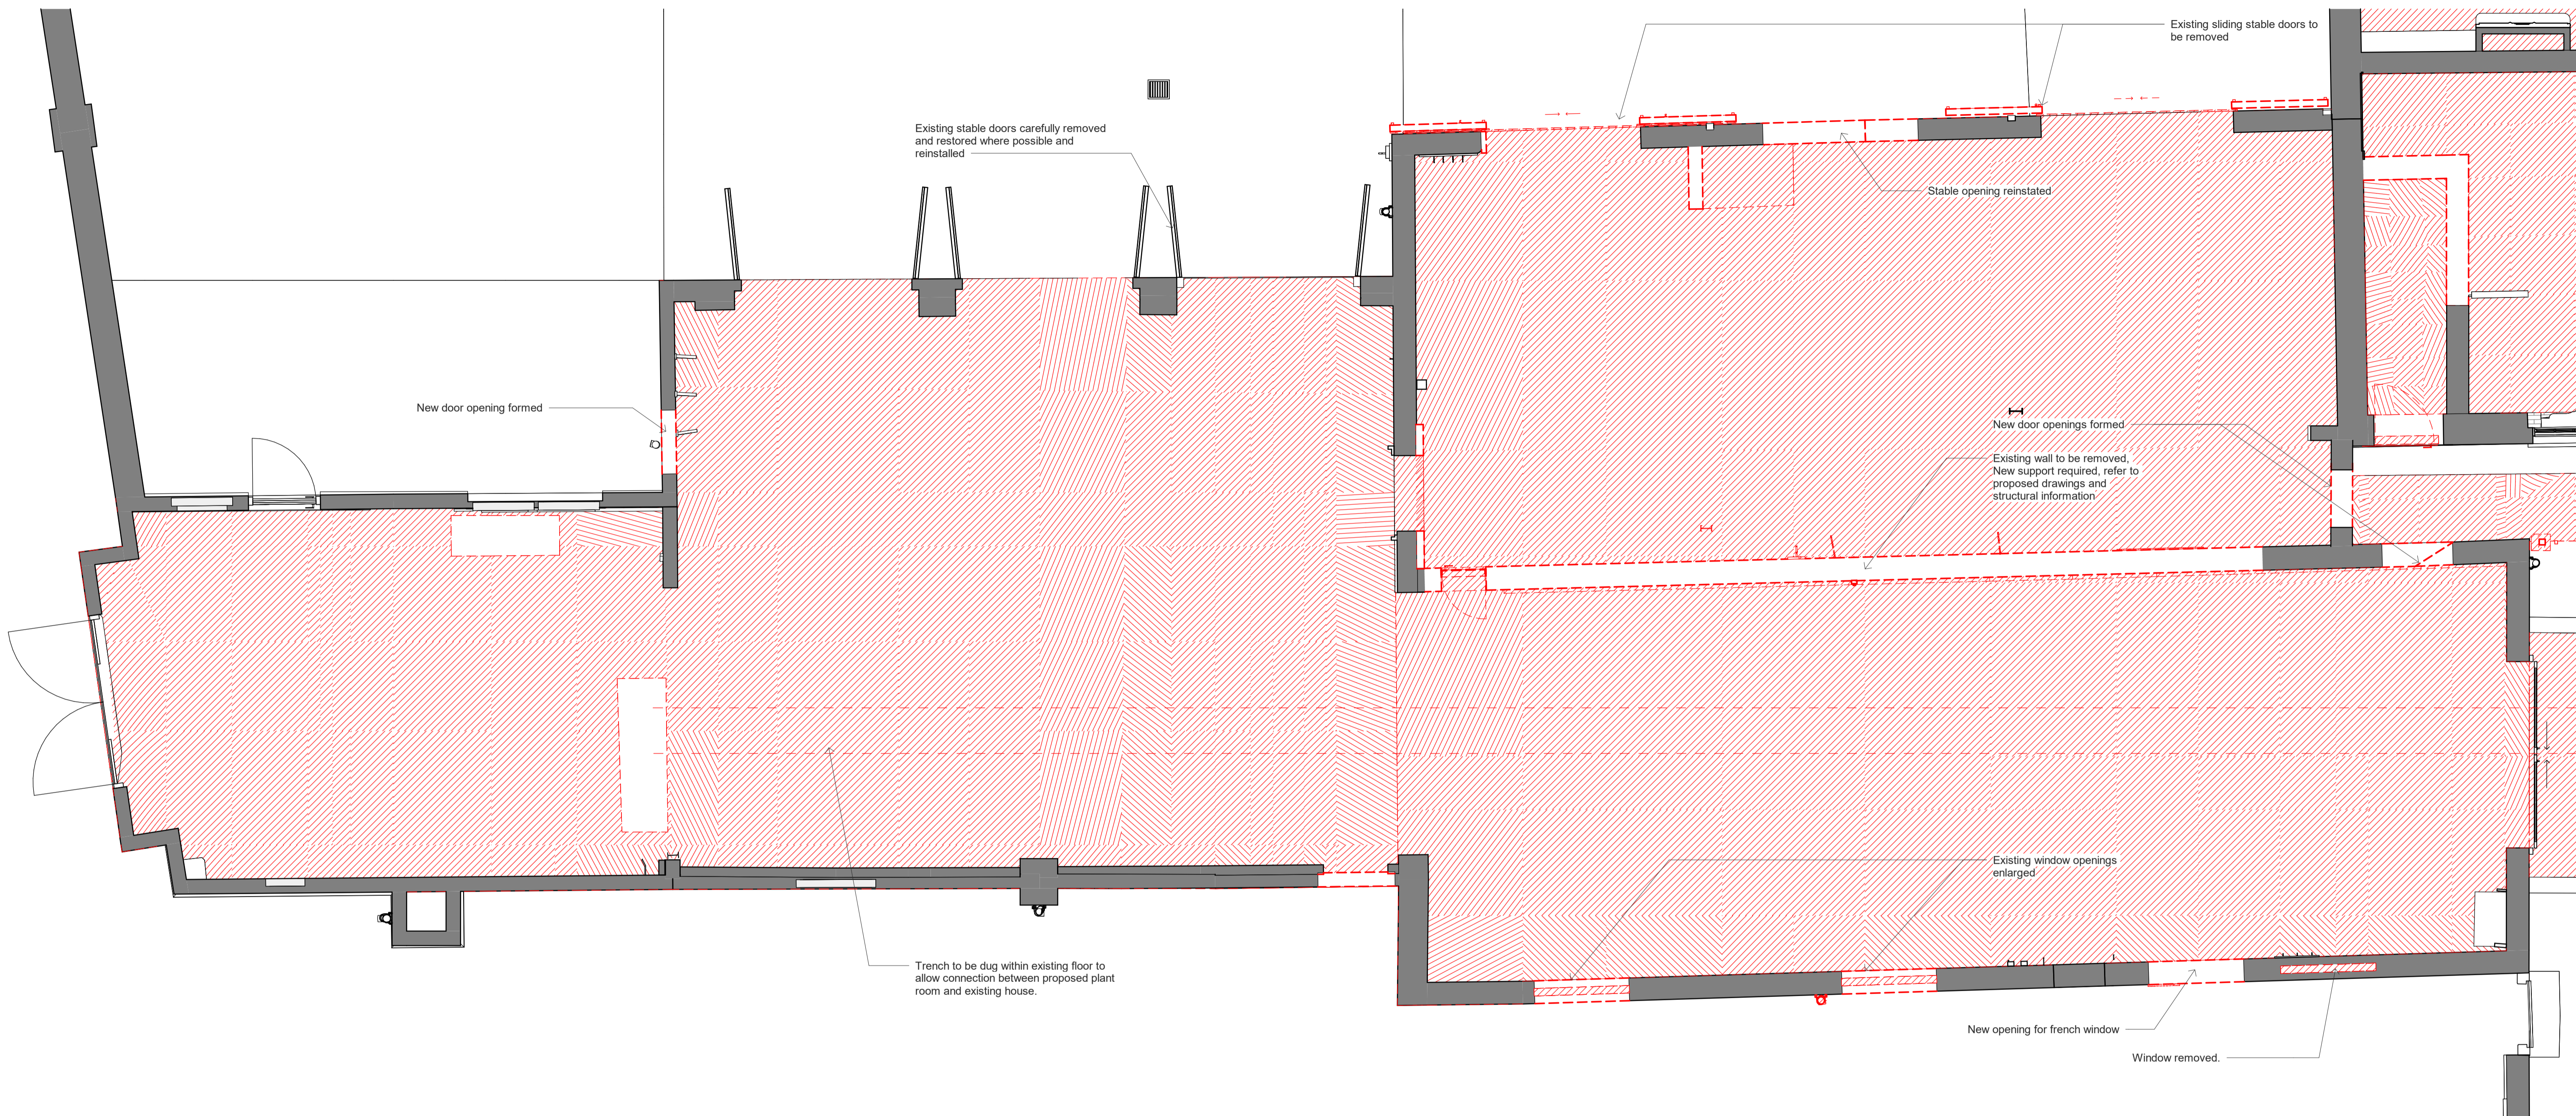 Existing sliding stable doors to
be removed
Existing stable doors carefully removed
and restored where possible and
reinstalled
Stable opening reinstated
New door opening formed
New door openings formed
Existing wall to be removed,
New support required, refer to
proposed drawings and
structural information
Existing window openings
enlarged
Trench to be dug within existing floor to
allow connection between proposed plant
room and existing house.
New opening for french window
Window removed.